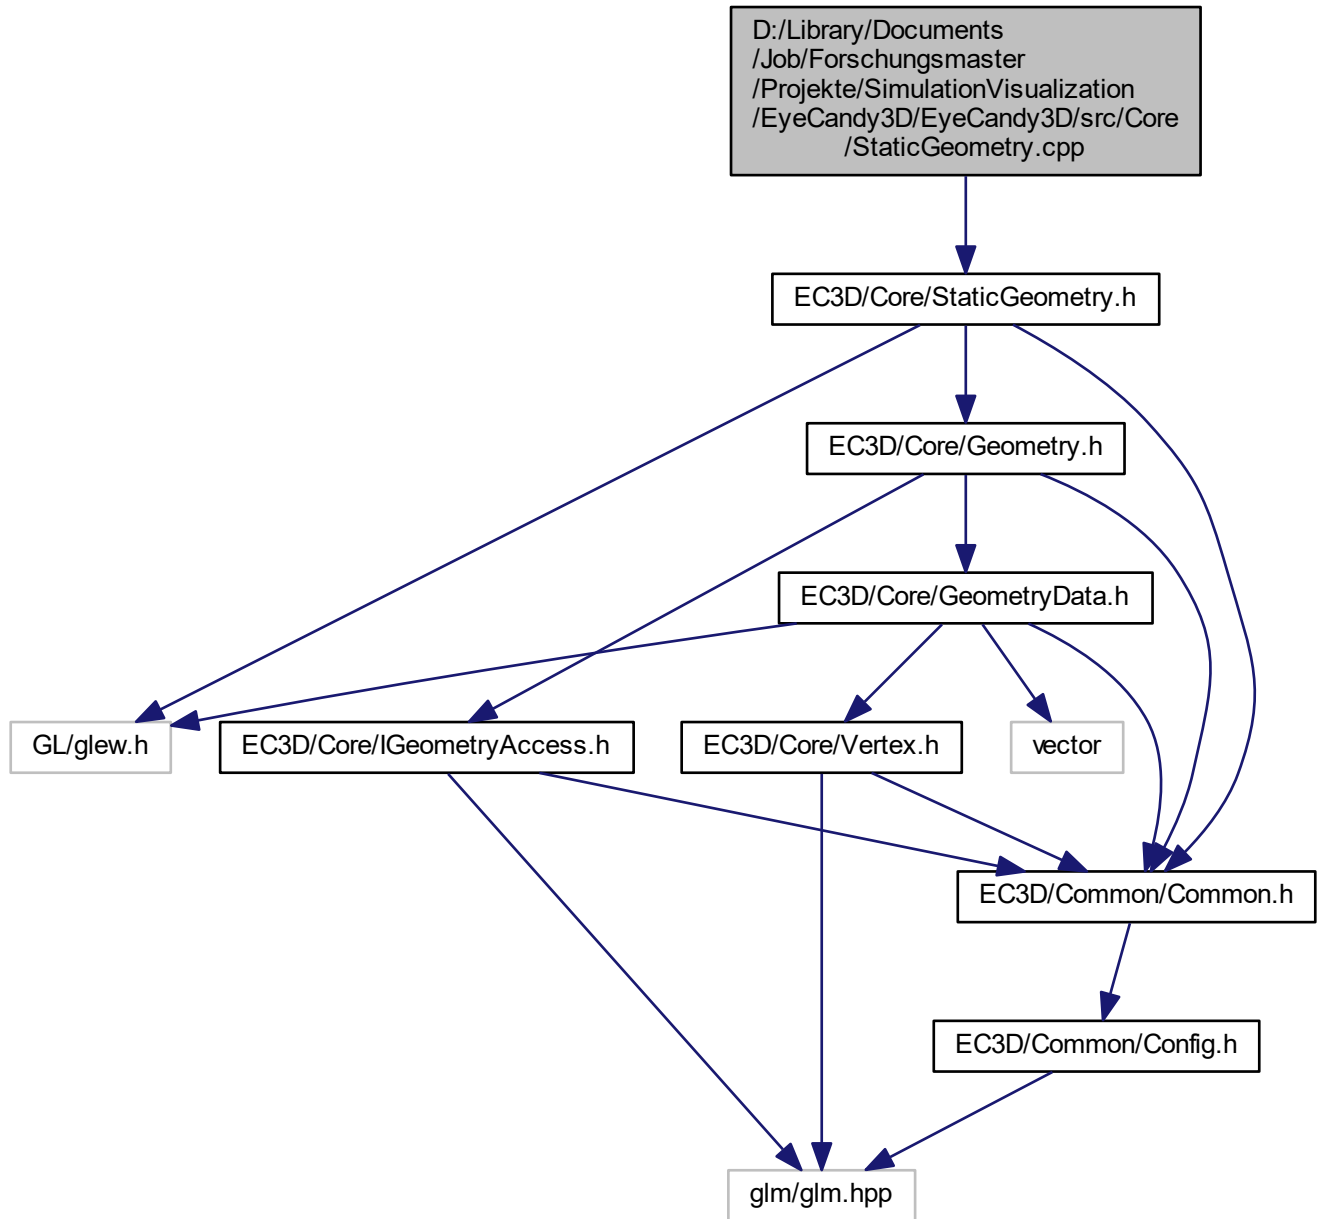 D:/Library/Documents
/Job/Forschungsmaster
/Projekte/SimulationVisualization
/EyeCandy3D/EyeCandy3D/src/Core
/StaticGeometry.cpp
EC3D/Core/StaticGeometry.h
EC3D/Core/Geometry.h
EC3D/Core/GeometryData.h
GL/glew.h
EC3D/Core/IGeometryAccess.h
EC3D/Core/Vertex.h
vector
EC3D/Common/Common.h
EC3D/Common/Config.h
glm/glm.hpp